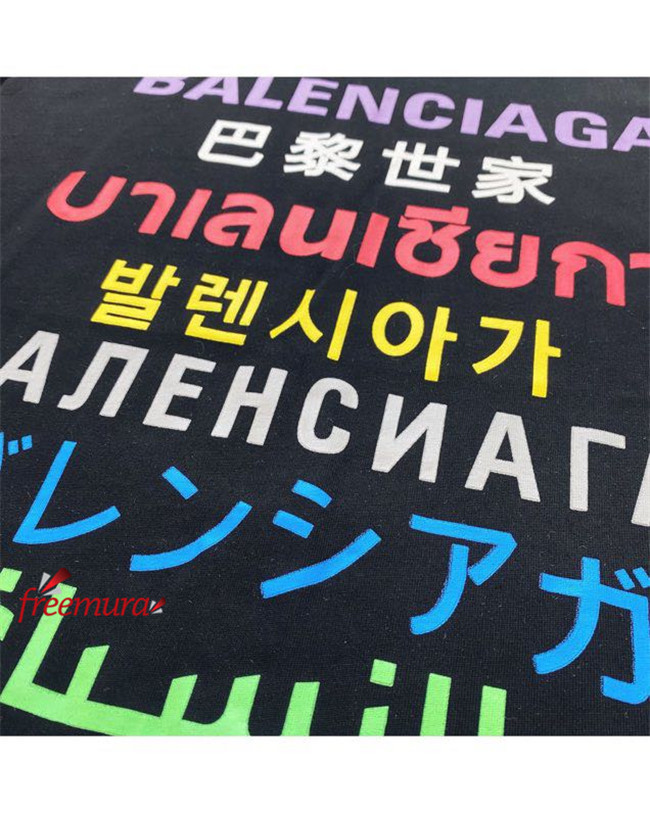 BALENCIAGA
巴黎世家
บาเลนเซียกา
발렌시아가
АЛЕНСИАГ
バレンシアガ
freemura